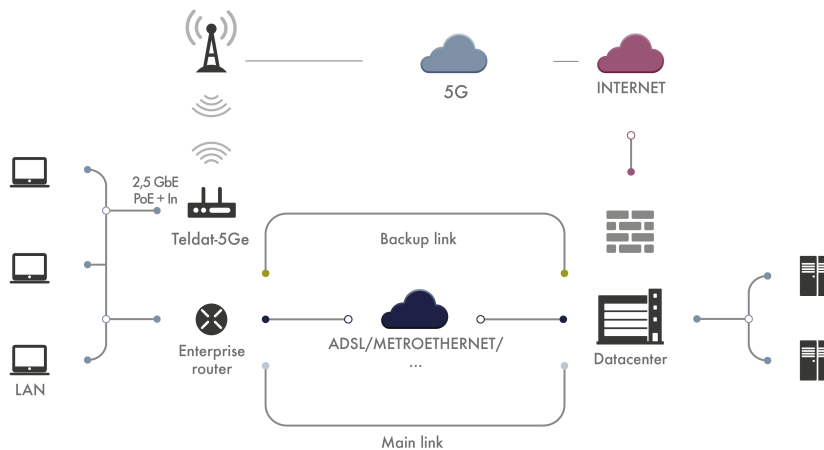 5G
INTERNET
2,5 GbE
PoE + In
Teldat-5Ge
Backup link
ADSL/METROETHERNET/
...
Enterprise
router
Datacenter
LAN
Main link